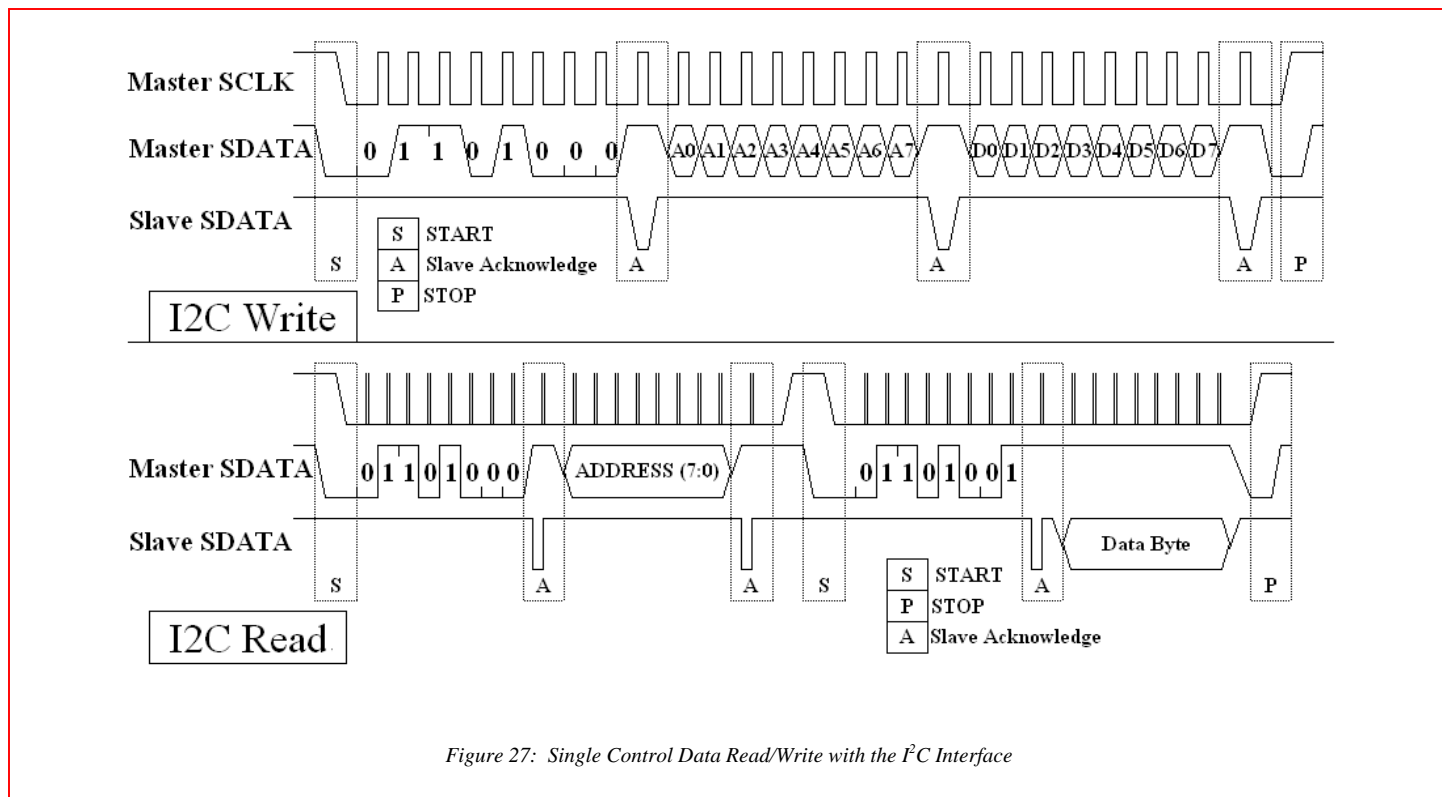 Master SCLK
Master SDATA 0 1 1 0 1 0 0 0 A0 A1 A2 A3 A4 A5 A6 A7 D0 D1 D2 D3 D4 D5 D6 D7
Slave SDATA
S START
A Slave Acknowledge
P STOP
S A A A P
I2C Write
Master SDATA 0 1 1 0 1 0 0 0 ADDRESS (7:0) 0 1 1 0 1 0 0 1
Slave SDATA Data Byte
S A A S A P
S START
P STOP
A Slave Acknowledge
I2C Read
Figure 27: Single Control Data Read/Write with the I²C Interface